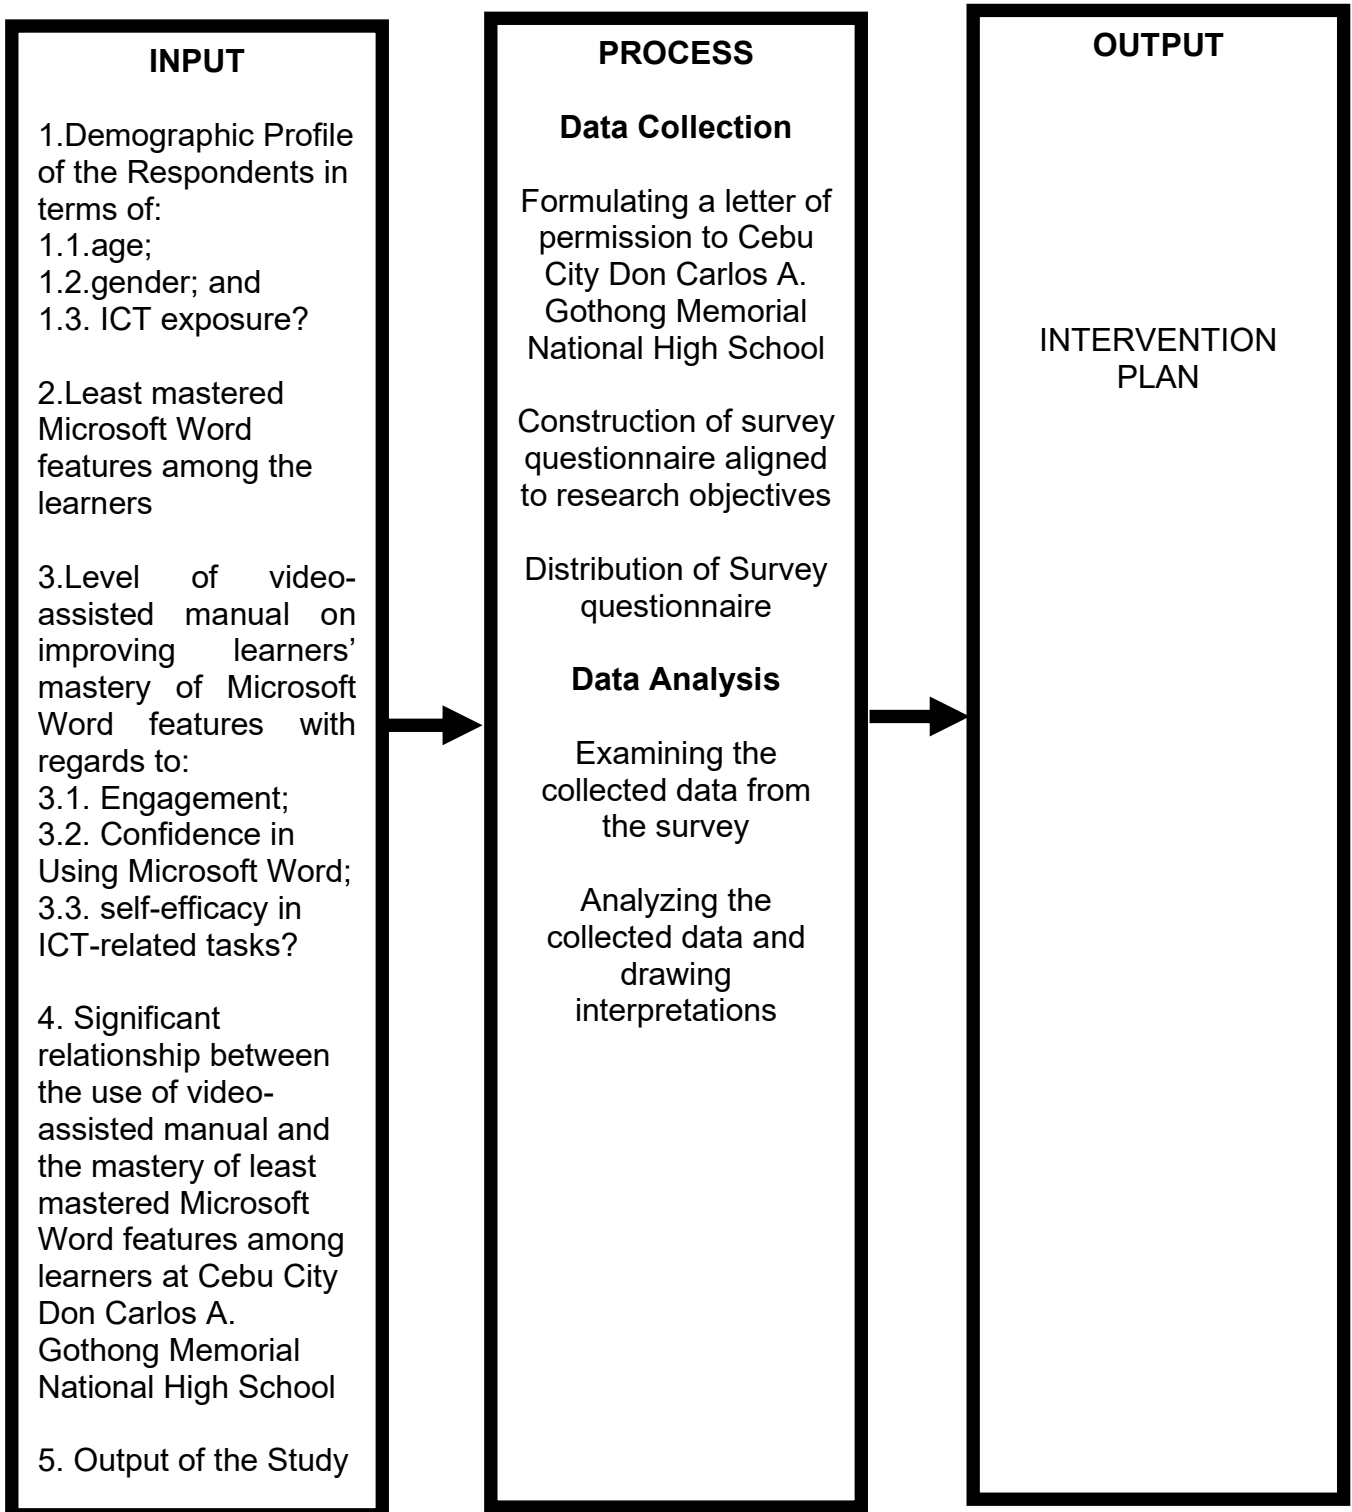 INPUT
1.Demographic Profile
of the Respondents in
terms of:
1.1.age;
1.2.gender; and
1.3. ICT exposure?
2.Least mastered
Microsoft Word
features among the
learners
3.Level of video-
assisted manual on
improving learners’
mastery of Microsoft
Word features with
regards to:
3.1. Engagement;
3.2. Confidence in
Using Microsoft Word;
3.3. self-efficacy in
ICT-related tasks?
4. Significant
relationship between
the use of video-
assisted manual and
the mastery of least
mastered Microsoft
Word features among
learners at Cebu City
Don Carlos A.
Gothong Memorial
National High School
5. Output of the Study
PROCESS
Data Collection
Formulating a letter of
permission to Cebu
City Don Carlos A.
Gothong Memorial
National High School
Construction of survey
questionnaire aligned
to research objectives
Distribution of Survey
questionnaire
Data Analysis
Examining the
collected data from
the survey
Analyzing the
collected data and
drawing
interpretations
OUTPUT
INTERVENTION
PLAN